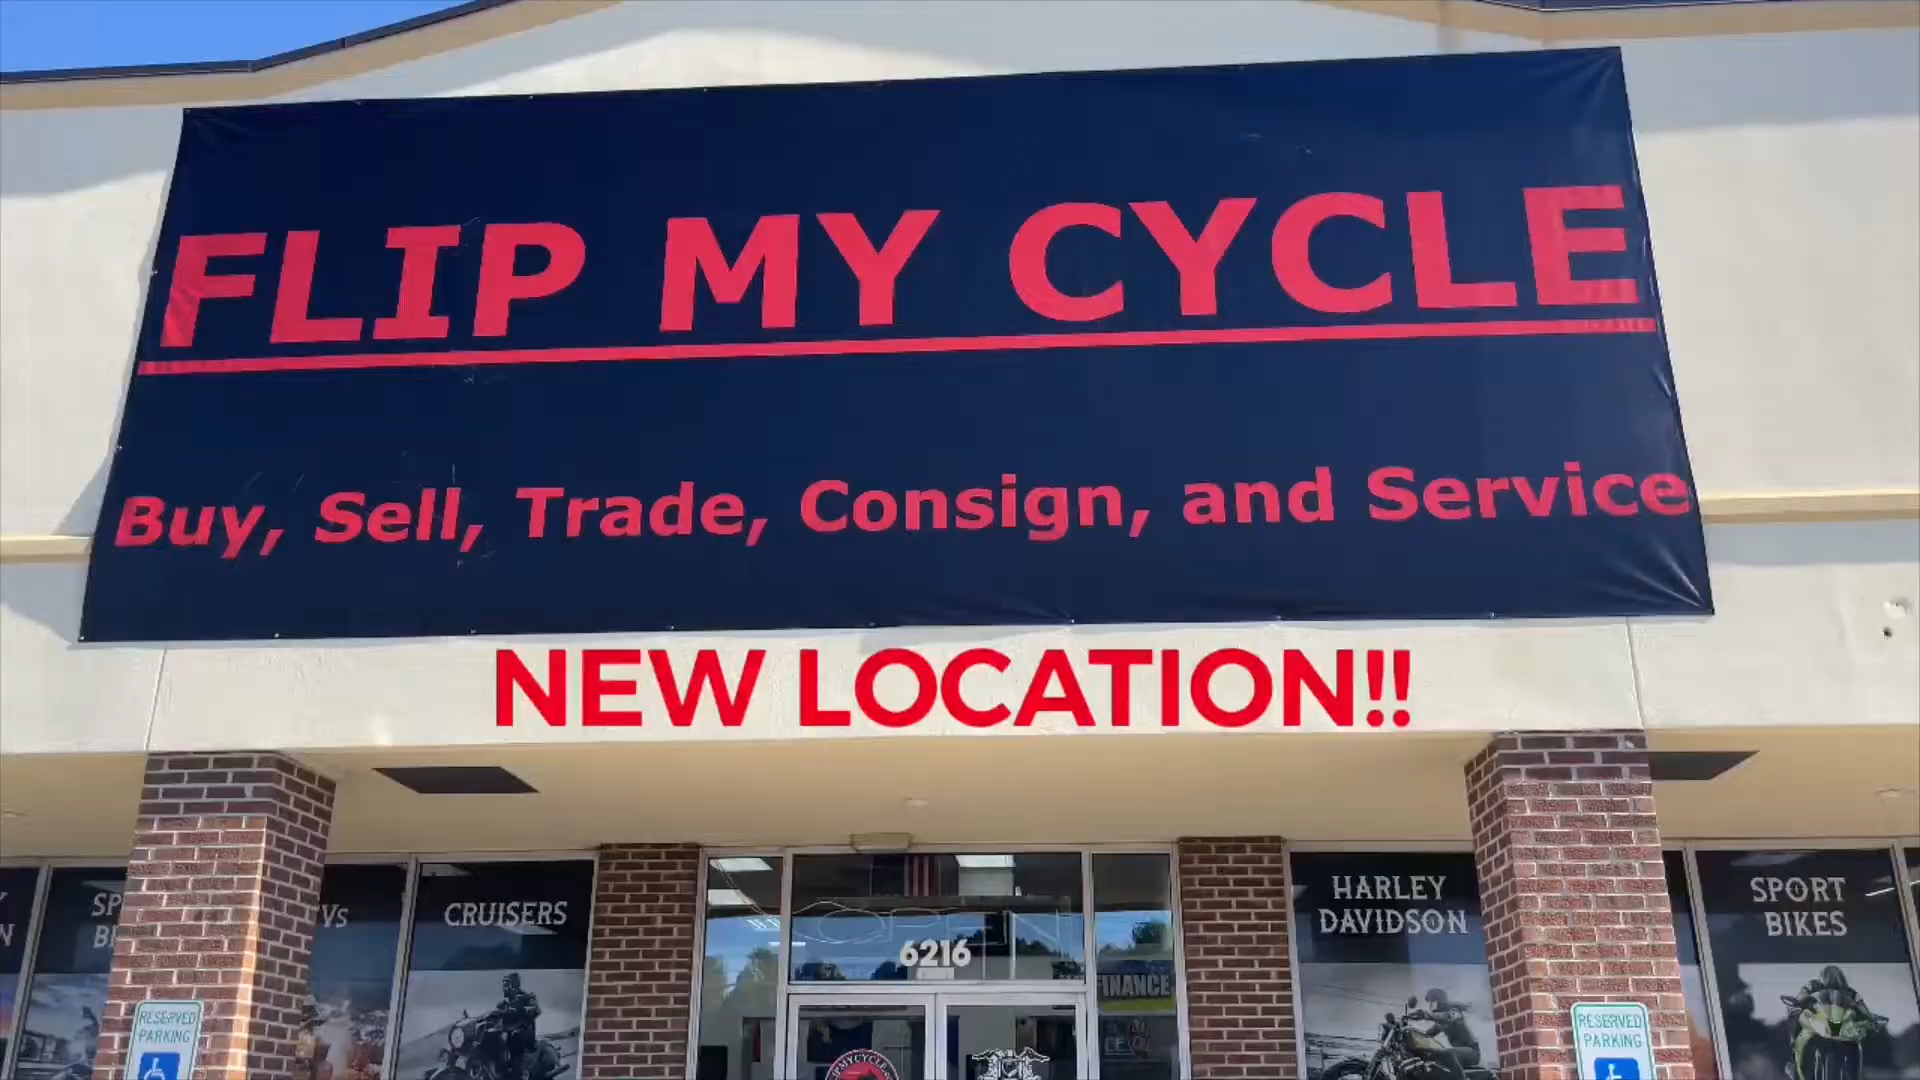 FLIP MY CYCLE
Buy, Sell, Trade, Consign, and Service
NEW LOCATION!!
CRUISERS
6216
FINANCE
HARLEY
DAVIDSON
SPORT
BIKES
RESERVED
PARKING
RESERVED
PARKING